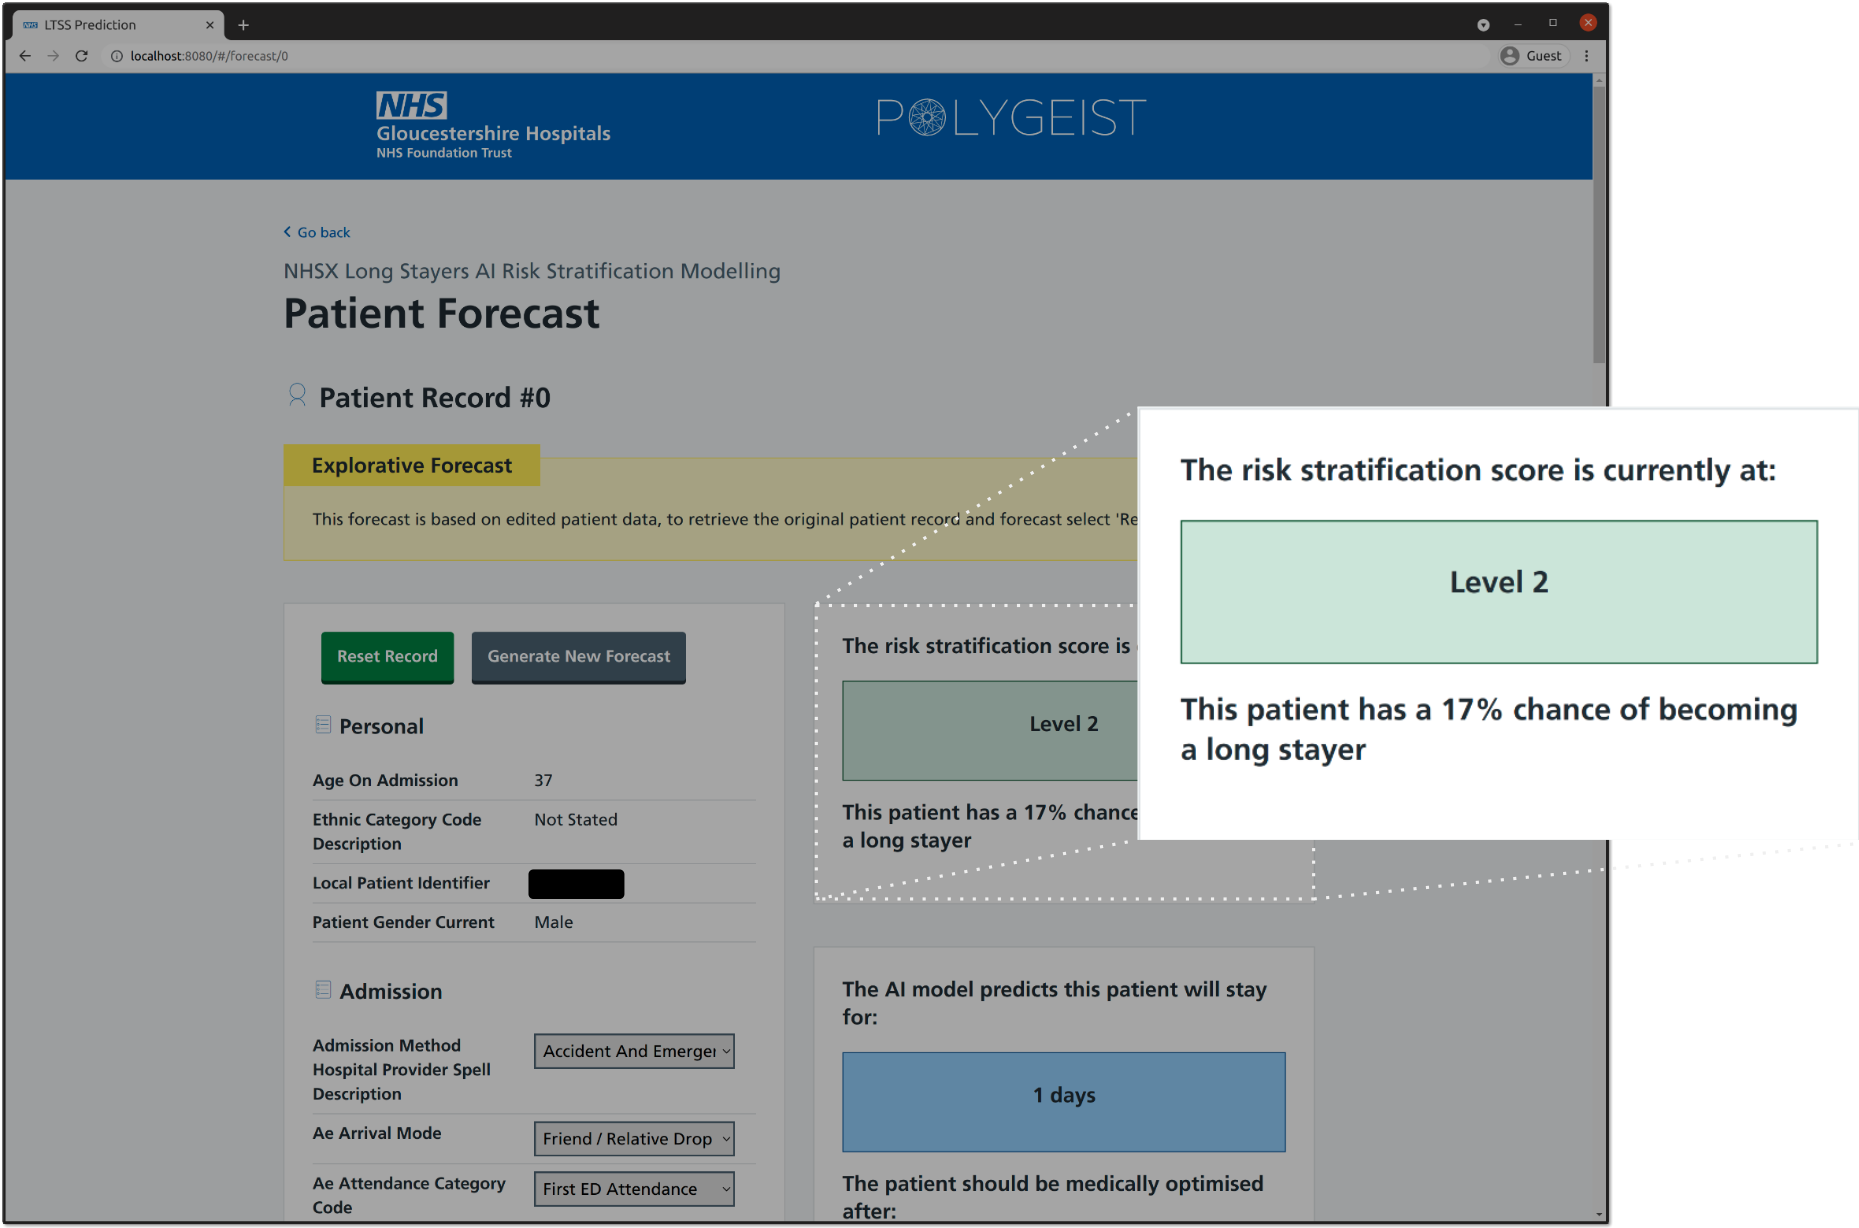 NHS LTSS Prediction
localhost:8080/#/forecast/0
Guest
NHS
Gloucestershire Hospitals
NHS Foundation Trust
POLYGEIST
Go back
NHSX Long Stayers AI Risk Stratification Modelling
Patient Forecast
Patient Record #0
Explorative Forecast
This forecast is based on edited patient data, to retrieve the original patient record and forecast select 'Re
Reset Record
Generate New Forecast
Personal
Age On Admission 37
Ethnic Category Code Not Stated
Description
Local Patient Identifier
Patient Gender Current Male
Admission
Admission Method Accident And Emerger
Hospital Provider Spell
Description
Ae Arrival Mode Friend / Relative Drop
Ae Attendance Category First ED Attendance
Code
The risk stratification score is
Level 2
This patient has a 17% chance
a long stayer
The risk stratification score is currently at:
Level 2
This patient has a 17% chance of becoming
a long stayer
The AI model predicts this patient will stay
for:
1 days
The patient should be medically optimised
after: